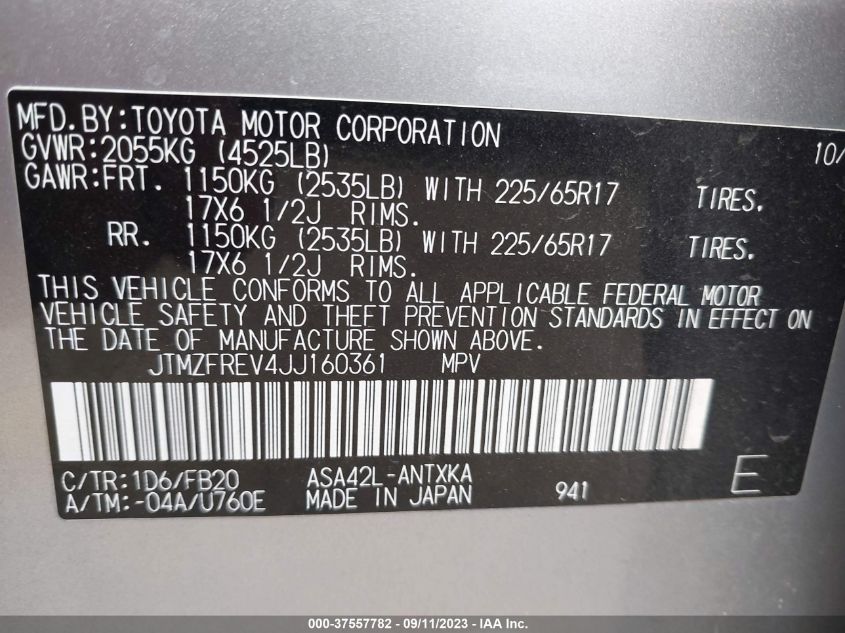 MFD.BY:TOYOTA MOTOR CORPORATION 10/
GVWR:2055KG (4525LB)
GAWR:FRT. 1150KG (2535LB) WITH 225/65R17 TIRES.
17X6 1/2J RIMS.
RR. 1150KG (2535LB) WITH 225/65R17 TIRES.
17X6 1/2J RIMS.
THIS VEHICLE CONFORMS TO ALL APPLICABLE FEDERAL MOTOR
VEHICLE SAFETY AND THEFT PREVENTION STANDARDS IN EFFECT ON
THE DATE OF MANUFACTURE SHOWN ABOVE.
JTMZFREV4JJ160361 MPV
C/TR:1D6/FB20 ASA42L-ANTXKA
A/TM:-04A/U760E MADE IN JAPAN 941 E
000-37557782 - 09/11/2023 - IAA Inc.